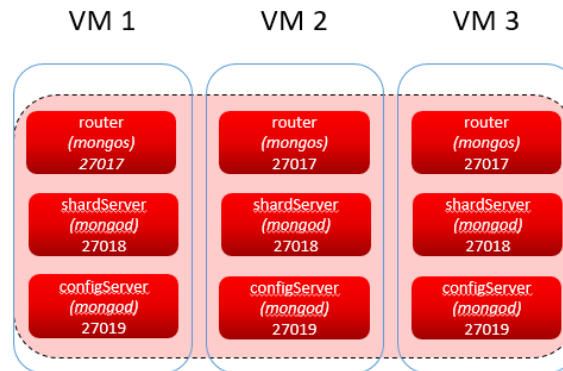 VM 1
VM 2
VM 3
router
(mongos)
27017
router
(mongos)
27017
router
(mongos)
27017
shardServer
(mongod)
27018
shardServer
(mongod)
27018
shardServer
(mongod)
27018
configServer
(mongod)
27019
configServer
(mongod)
27019
configServer
(mongod)
27019